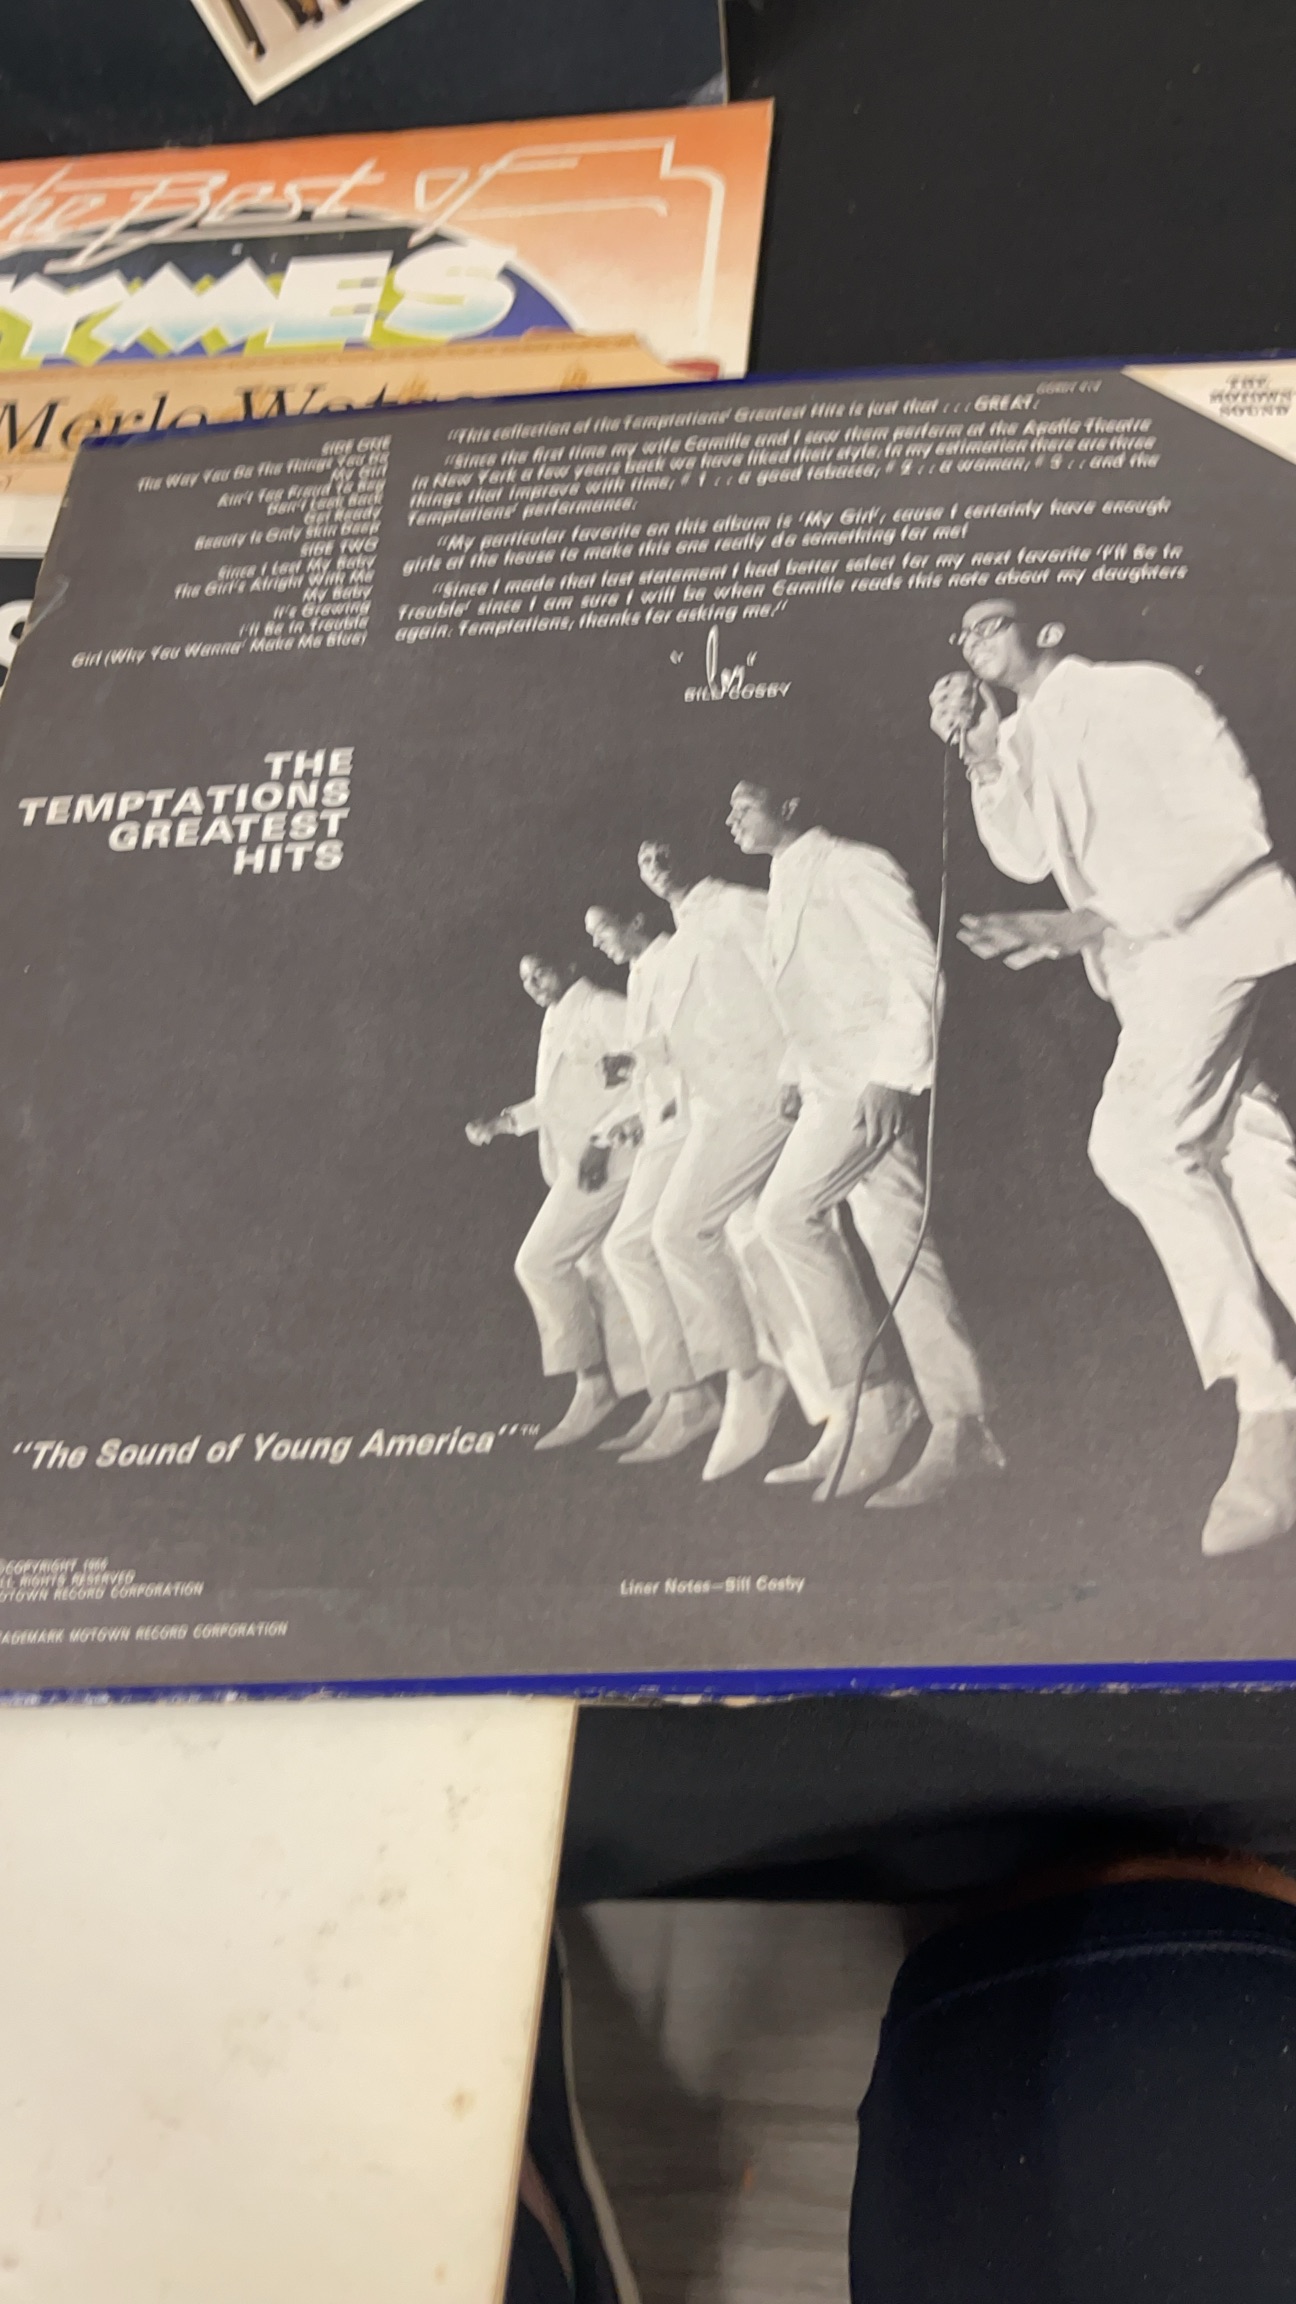 The Best of
YMES
Merle Wats
THE
MOTOWN
SOUND
SIDE ONE
The Way You Do The Things You Do
My Girl
Ain't Too Proud To Beg
Don't Look Back
Get Ready
Beauty Is Only Skin Deep
SIDE TWO
Since I Lost My Baby
The Girl's Alright With Me
My Baby
It's Growing
I'll Be In Trouble
Girl (Why You Wanna' Make Me Blue)
"This collection of the Temptations' Greatest Hits is just that . . . GREAT.
"Since the first time my wife Camille and I saw them perform at the Apollo Theatre
in New York a few years back we have liked their style. In my estimation there are three
things that improve with time, # 1 . . . a good tobacco, # 2 . . . a woman, # 3 . . . and the
Temptations' performance.
"My particular favorite on this album is 'My Girl', cause I certainly have enough
girls at the house to make this one really do something for me!
"Since I made that last statement I had better select for my next favorite 'I'll Be In
Trouble' since I am sure I will be when Camille reads this note about my daughters
again. Temptations, thanks for asking me."
BILL COSBY
THE
TEMPTATIONS
GREATEST
HITS
"The Sound of Young America"™
COPYRIGHT 1966
LL RIGHTS RESERVED
OTOWN RECORD CORPORATION
ADEMARK MOTOWN RECORD CORPORATION
Liner Notes—Bill Cosby